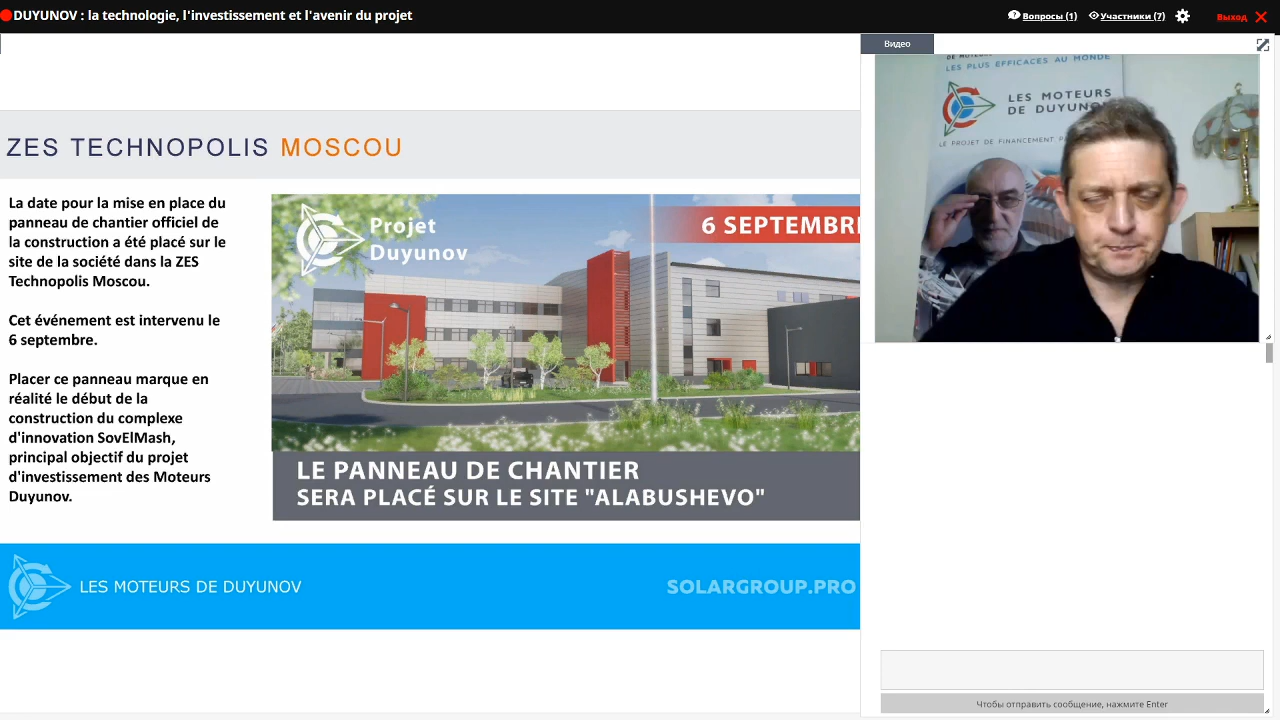 DUYUNOV : la technologie, l'investissement et l'avenir du projet
Вопросы (1)
Участники (7)
Выход
Видео
ZES TECHNOPOLIS MOSCOU
La date pour la mise en place du
panneau de chantier officiel de
la construction a été placé sur le
site de la société dans la ZES
Technopolis Moscou.
Cet événement est intervenu le
6 septembre.
Placer ce panneau marque en
réalité le début de la
construction du complexe
d'innovation SovElMash,
principal objectif du projet
d'investissement des Moteurs
Duyunov.
Projet
Duyunov
6 SEPTEMBR
LE PANNEAU DE CHANTIER
SERA PLACÉ SUR LE SITE "ALABUSHEVO"
LES MOTEURS DE DUYUNOV
SOLARGROUP.PRO
LES PLUS EFFICACES AU MONDE
LES MOTEURS
DE DUYUNOV
LE PROJET DE FINANCEMENT
Чтобы отправить сообщение, нажмите Enter